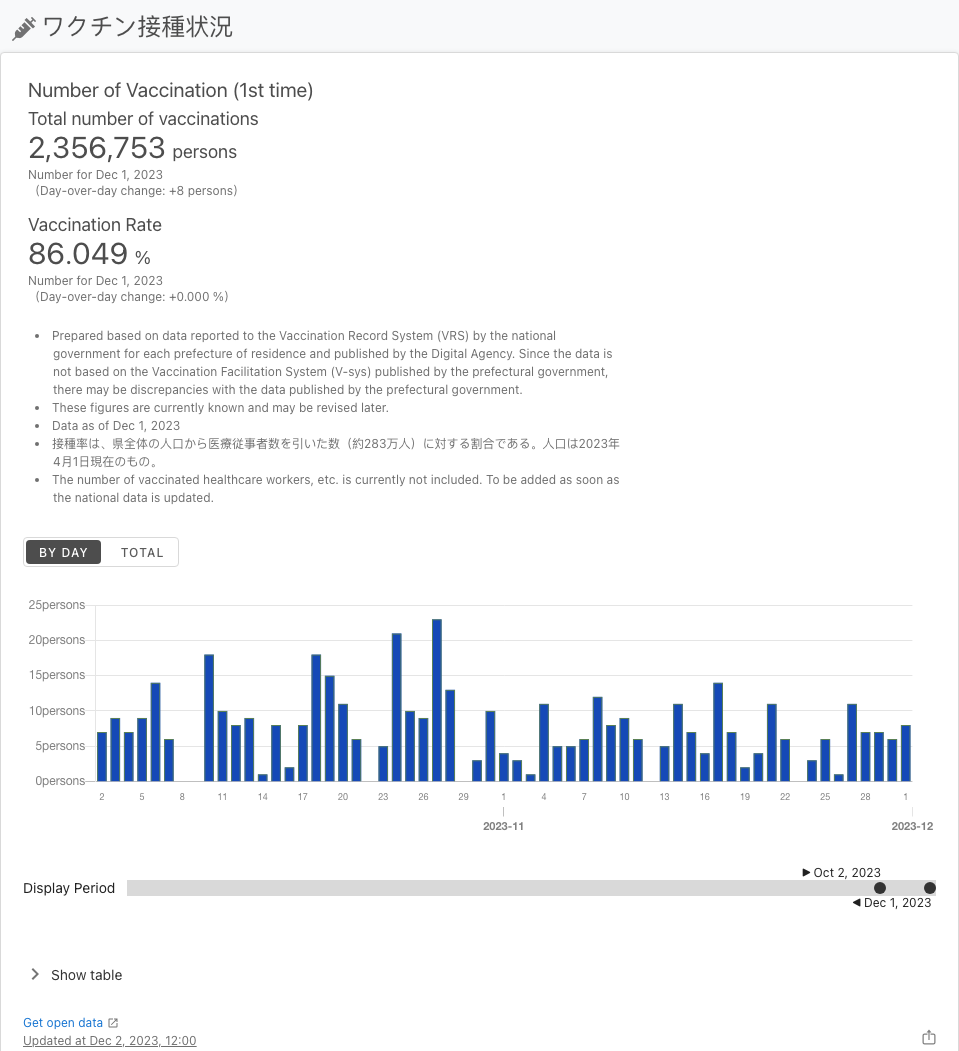 ワクチン接種状況
Number of Vaccination (1st time)
Total number of vaccinations
2,356,753 persons
Number for Dec 1, 2023
（Day-over-day change: +8 persons）
Vaccination Rate
86.049 %
Number for Dec 1, 2023
（Day-over-day change: +0.000 %）
• Prepared based on data reported to the Vaccination Record System (VRS) by the national
government for each prefecture of residence and published by the Digital Agency. Since the data is
not based on the Vaccination Facilitation System (V-sys) published by the prefectural government,
there may be discrepancies with the data published by the prefectural government.
• These figures are currently known and may be revised later.
• Data as of Dec 1, 2023
• 接種率は、県全体の人口から医療従事者数を引いた数（約283万人）に対する割合である。人口は2023年
4月1日現在のもの。
• The number of vaccinated healthcare workers, etc. is currently not included. To be added as soon as
the national data is updated.
BY DAY TOTAL
25persons
20persons
15persons
10persons
5persons
0persons
2 5 8 11 14 17 20 23 26 29 1 4 7 10 13 16 19 22 25 28 1
2023-11 2023-12
▶ Oct 2, 2023
Display Period
◀ Dec 1, 2023
Show table
Get open data
Updated at Dec 2, 2023, 12:00